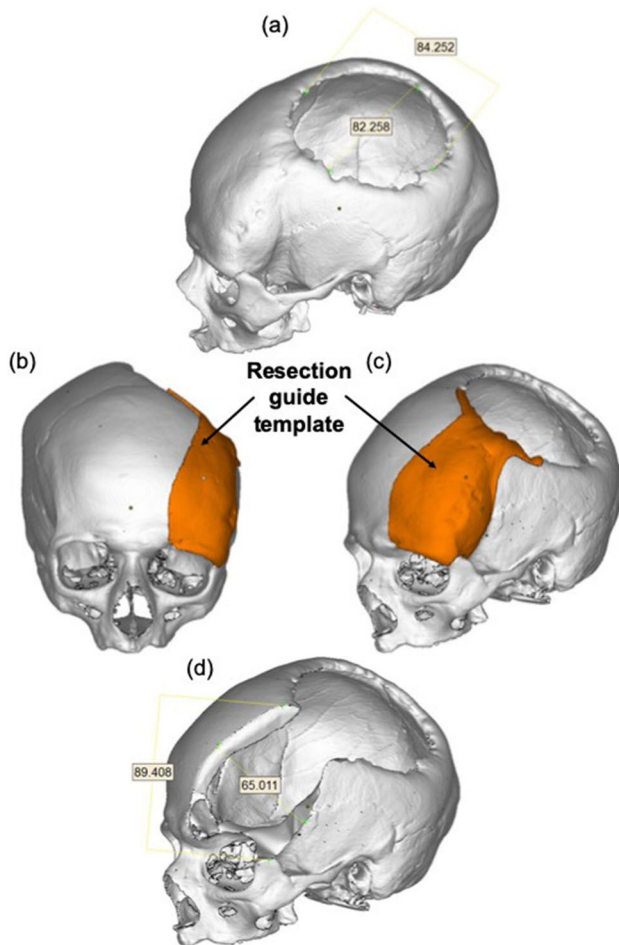 (a)
84.252
82.258
(b)
Resection
guide
template
(c)
(d)
89.408
65.011